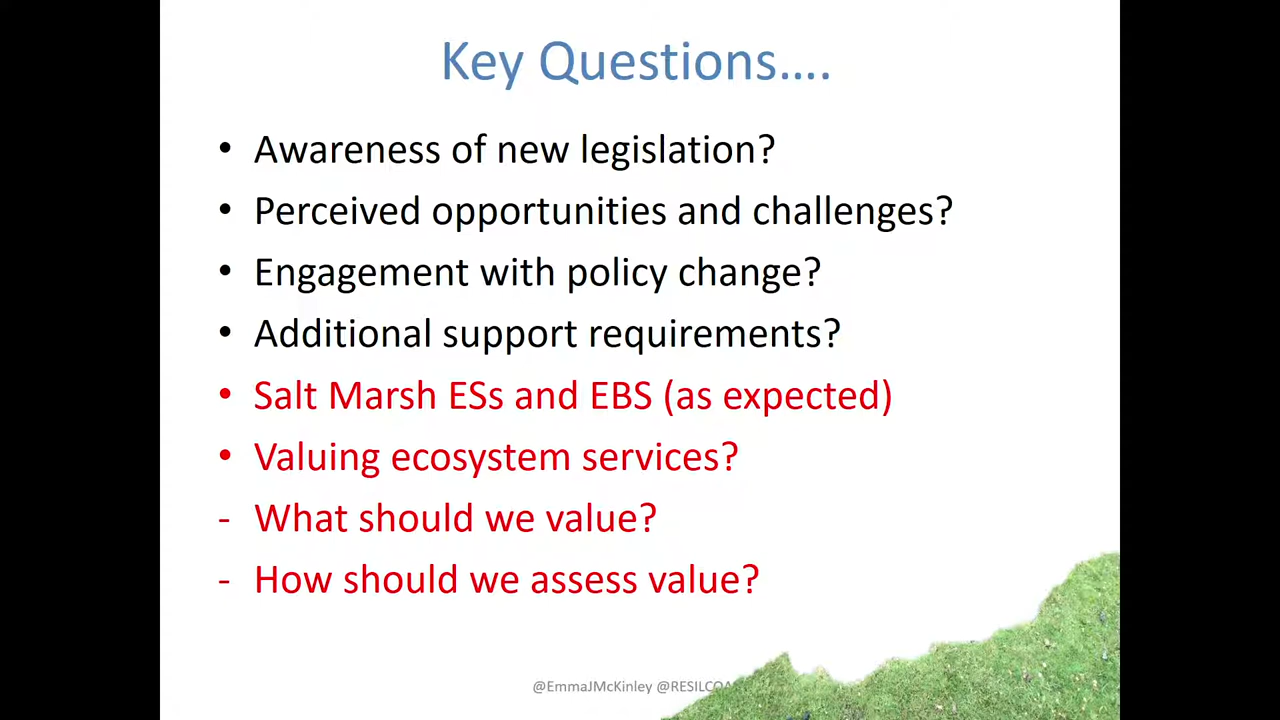 Key Questions....
• Awareness of new legislation?
• Perceived opportunities and challenges?
• Engagement with policy change?
• Additional support requirements?
• Salt Marsh ESs and EBS (as expected)
• Valuing ecosystem services?
- What should we value?
- How should we assess value?
@EmmaJMcKinley